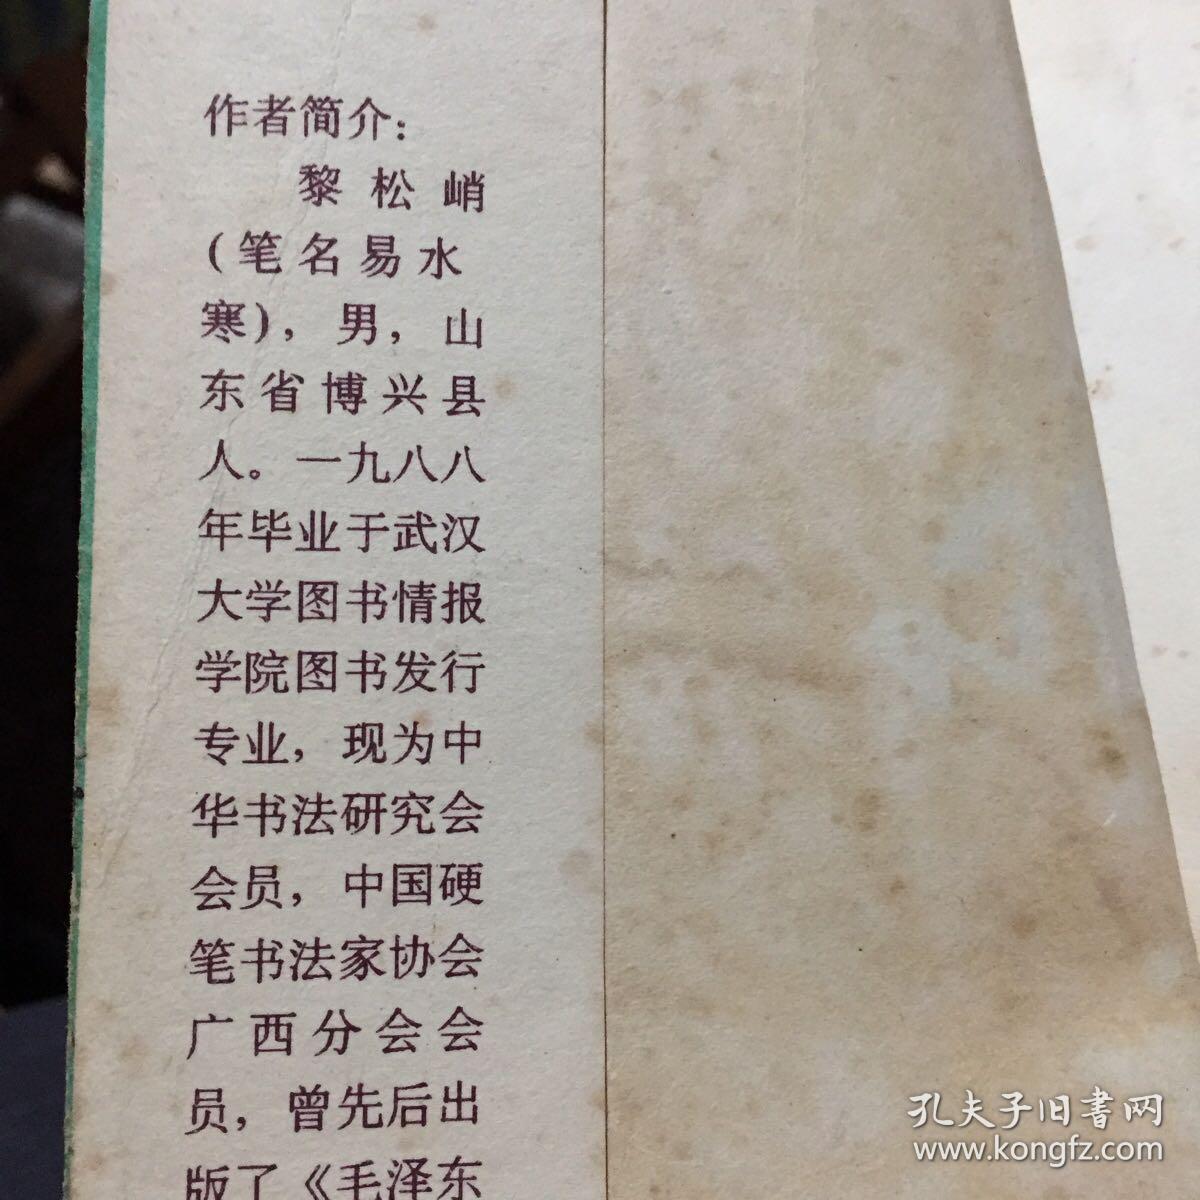 作者简介：
黎松峭
（笔名易水
寒），男，山
东省博兴县
人。一九八八
年毕业于武汉
大学图书情报
学院图书发行
专业，现为中
华书法研究会
会员，中国硬
笔书法家协会
广西分会会
员，曾先后出
版了《毛泽东
孔夫子旧書网
www.kongfz.com